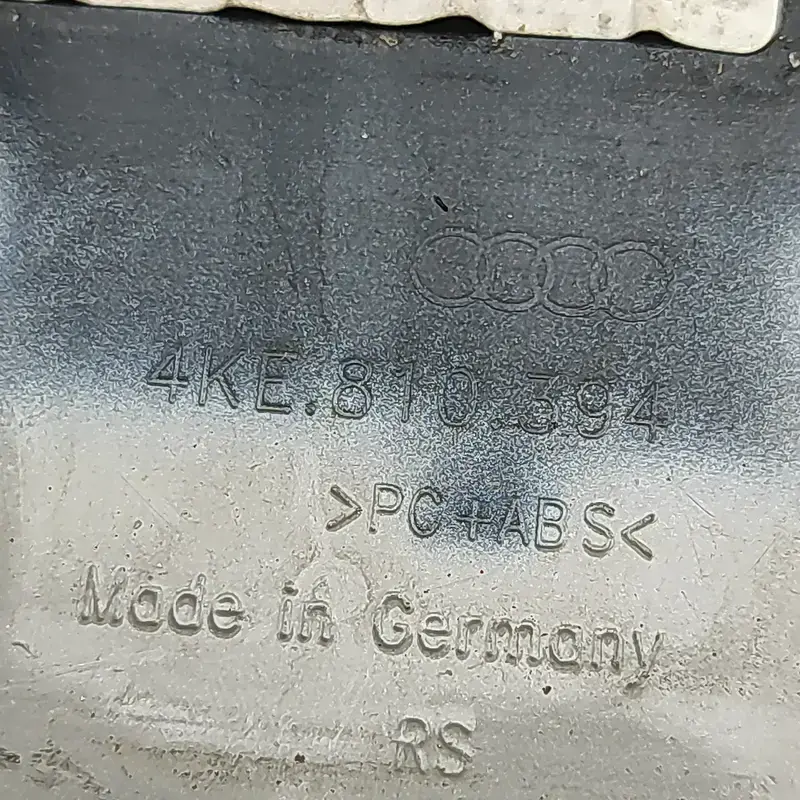 4KE.810.394
>PC+ABS<
Made in Germany
RS